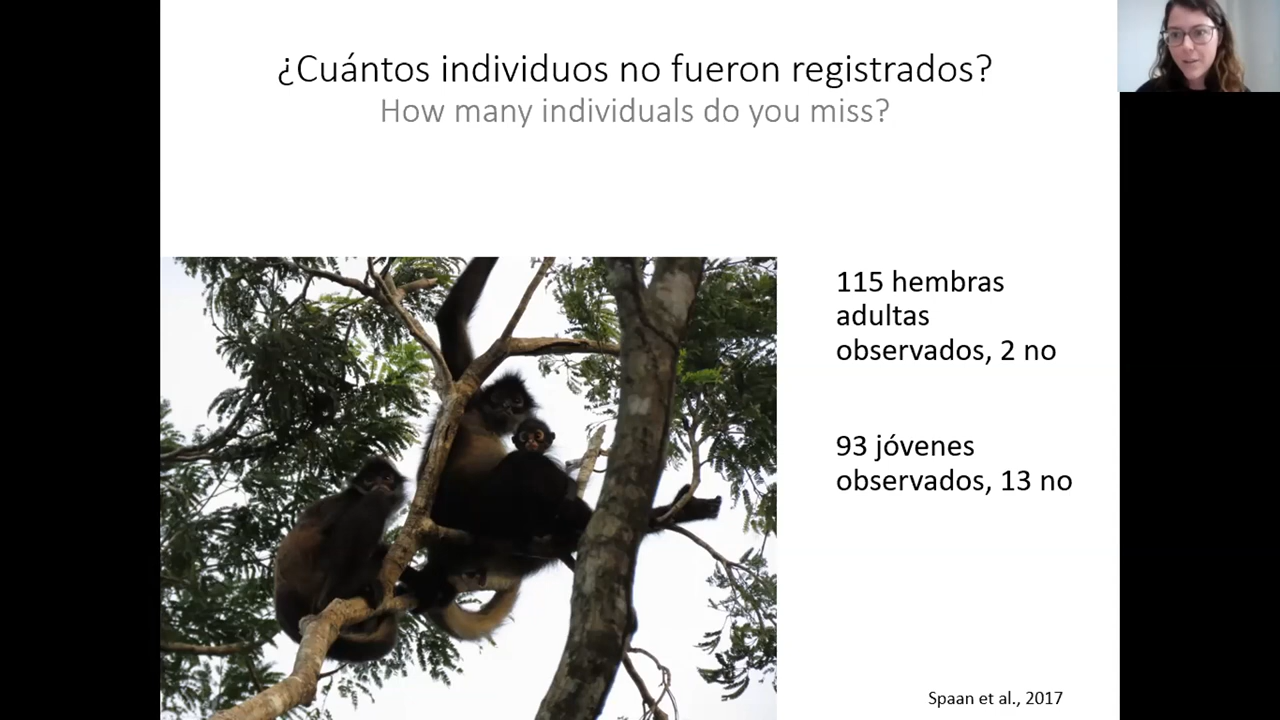 ¿Cuántos individuos no fueron registrados?
How many individuals do you miss?
115 hembras
adultas
observados, 2 no
93 jóvenes
observados, 13 no
Spaan et al., 2017